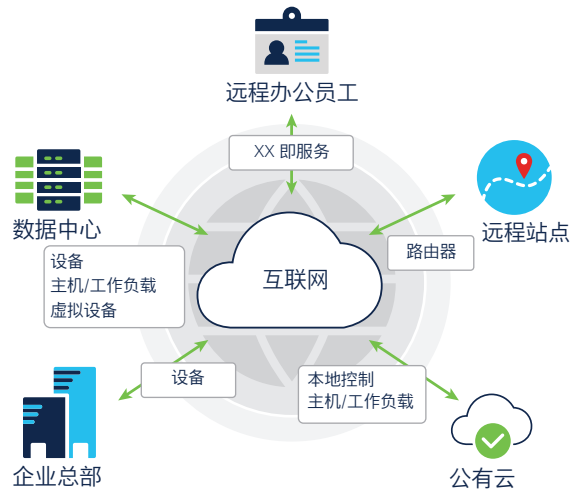 远程办公员工
XX 即服务
数据中心
远程站点
设备
主机/工作负载
虚拟设备
路由器
互联网
设备
本地控制
主机/工作负载
企业总部
公有云